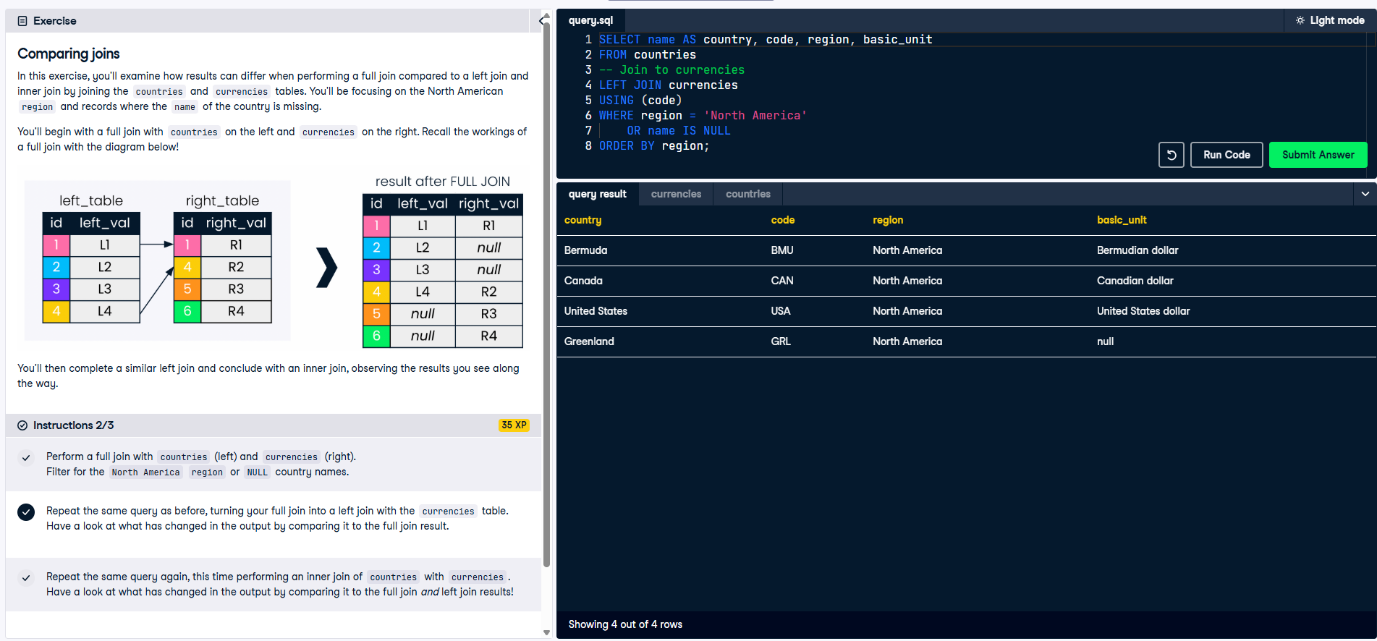 Exercise
Comparing joins
In this exercise, you'll examine how results can differ when performing a full join compared to a left join and
inner join by joining the countries and currencies tables. You'll be focusing on the North American
region and records where the name of the country is missing.
You'll begin with a full join with countries on the left and currencies on the right. Recall the workings of
a full join with the diagram below!
left_table right_table
id left_val id right_val
1 L1 1 R1
2 L2 4 R2
3 L3 5 R3
4 L4 6 R4
result after FULL JOIN
id left_val right_val
1 L1 R1
2 L2 null
3 L3 null
4 L4 R2
5 null R3
6 null R4
You'll then complete a similar left join and conclude with an inner join, observing the results you see along
the way.
Instructions 2/3 35 XP
Perform a full join with countries (left) and currencies (right).
Filter for the North America region or NULL country names.
Repeat the same query as before, turning your full join into a left join with the currencies table.
Have a look at what has changed in the output by comparing it to the full join result.
Repeat the same query again, this time performing an inner join of countries with currencies.
Have a look at what has changed in the output by comparing it to the full join and left join results!
query.sql Light mode
1 SELECT name AS country, code, region, basic_unit
2 FROM countries
3 -- Join to currencies
4 LEFT JOIN currencies
5 USING (code)
6 WHERE region = 'North America'
7 OR name IS NULL
8 ORDER BY region;
Run Code Submit Answer
query result currencies countries
country code region basic_unit
Bermuda BMU North America Bermudian dollar
Canada CAN North America Canadian dollar
United States USA North America United States dollar
Greenland GRL North America null
Showing 4 out of 4 rows